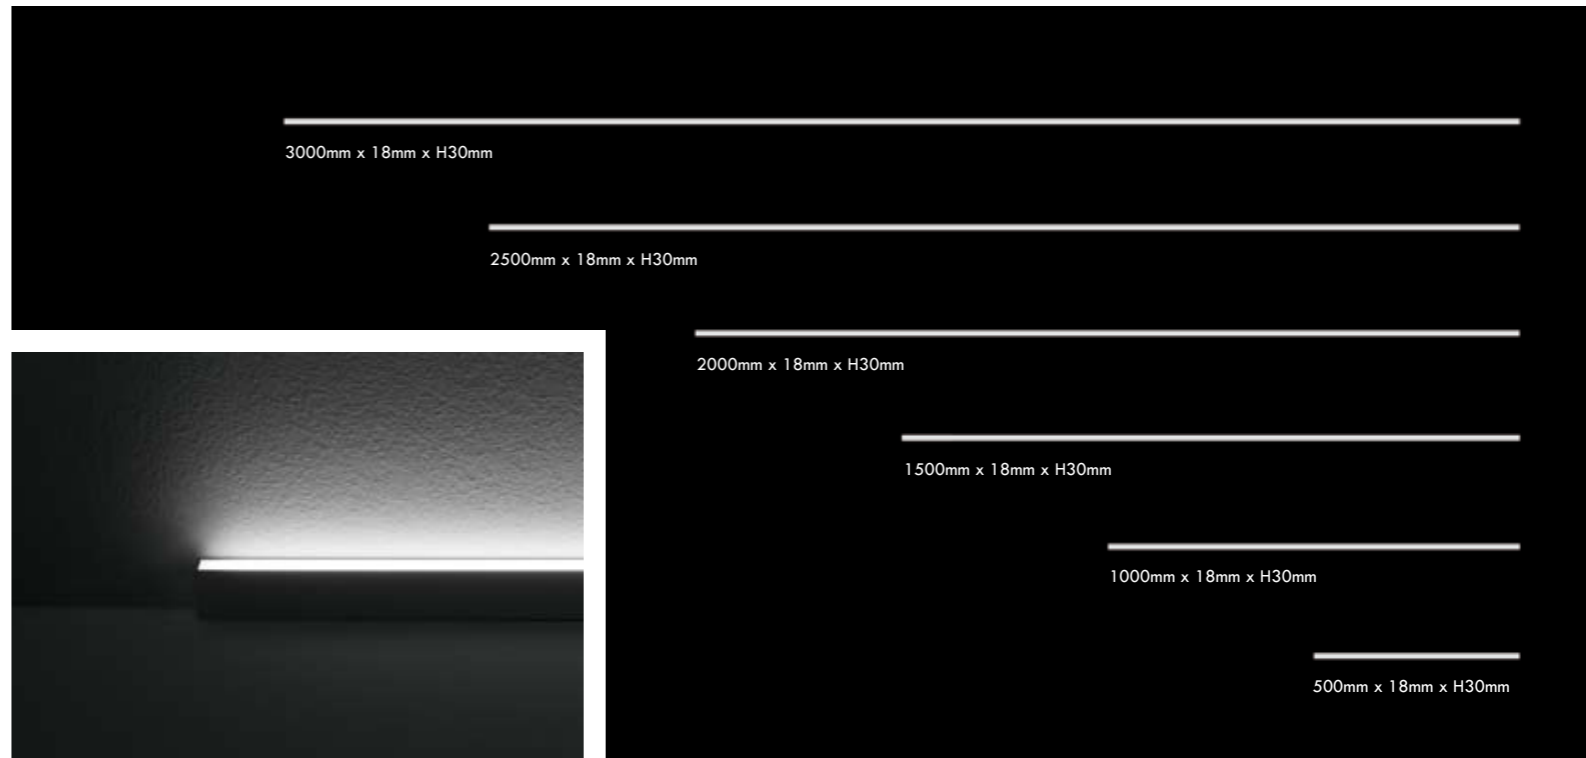 3000mm x 18mm x H30mm
2500mm x 18mm x H30mm
2000mm x 18mm x H30mm
1500mm x 18mm x H30mm
1000mm x 18mm x H30mm
500mm x 18mm x H30mm